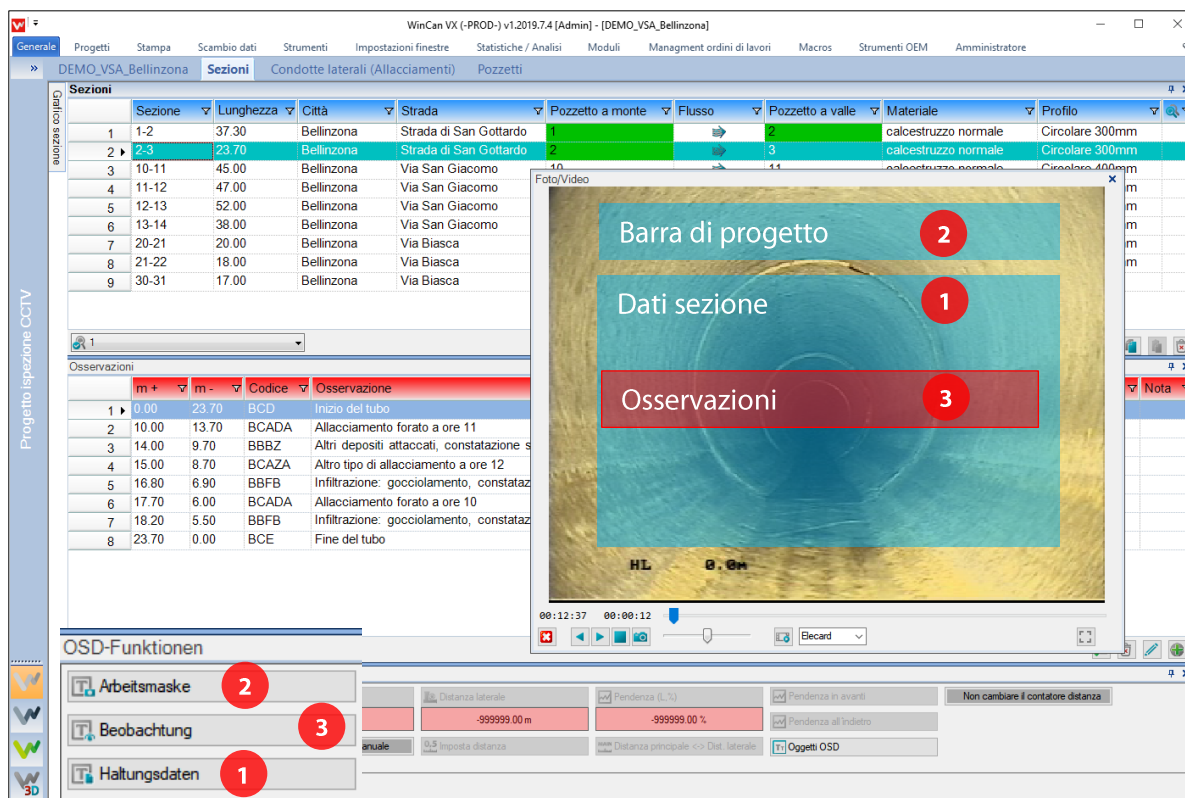 WinCan VX (-PROD-) v1.2019.7.4 [Admin] - [DEMO_VSA_Bellinzona]
Generale Progetti Stampa Scambio dati Strumenti Impostazioni finestre Statistiche / Analisi Moduli Managment ordini di lavori Macros Strumenti OEM Amministratore
» DEMO_VSA_Bellinzona Sezioni Condotte laterali (Allacciamenti) Pozzetti
Grafico sezione
Progetto ispezione CCTV
Sezioni
Sezione Lunghezza Città Strada Pozzetto a monte Flusso Pozzetto a valle Materiale Profilo
1 1-2 37.30 Bellinzona Strada di San Gottardo 1 2 calcestruzzo normale Circolare 300mm
2 2-3 23.70 Bellinzona Strada di San Gottardo 2 3 calcestruzzo normale Circolare 300mm
3 10-11 45.00 Bellinzona Via San Giacomo 10 11 calcestruzzo normale Circolare 400mm
4 11-12 47.00 Bellinzona Via San Giacomo
5 12-13 52.00 Bellinzona Via San Giacomo
6 13-14 38.00 Bellinzona Via San Giacomo
7 20-21 20.00 Bellinzona Via Biasca
8 21-22 18.00 Bellinzona Via Biasca
9 30-31 17.00 Bellinzona Via Biasca
1
Osservazioni
m + m - Codice Osservazione Nota
1 0.00 23.70 BCD Inizio del tubo
2 10.00 13.70 BCADA Allacciamento forato a ore 11
3 14.00 9.70 BBBZ Altri depositi attaccati, constatazione s
4 15.00 8.70 BCAZA Altro tipo di allacciamento a ore 12
5 16.80 6.90 BBFB Infiltrazione: gocciolamento, constataz
6 17.70 6.00 BCADA Allacciamento forato a ore 10
7 18.20 5.50 BBFB Infiltrazione: gocciolamento, constataz
8 23.70 0.00 BCE Fine del tubo
Foto/Video
Barra di progetto 2
Dati sezione 1
Osservazioni 3
HL 0.0m
00:12:37 00:00:12
Elecard
OSD-Funktionen
Arbeitsmaske 2
Beobachtung 3
Haltungsdaten 1
Distanza laterale Pendenza (L,%) Pendenza in avanti Non cambiare il contatore distanza
-999999.00 m -999999.00 % Pendenza all'indietro
anuale Imposta distanza Distanza principale <-> Dist. laterale Oggetti OSD
3D